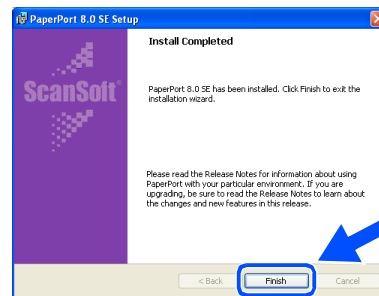 PaperPort 8.0 SE Setup
Install Completed
ScanSoft®
PaperPort 8.0 SE has been installed. Click Finish to exit the
installation wizard.
Please read the Release Notes for information about using
PaperPort with your particular environment. If you are
upgrading, be sure to read the Release Notes to learn about
the changes and new features in this release.
< Back Finish Cancel